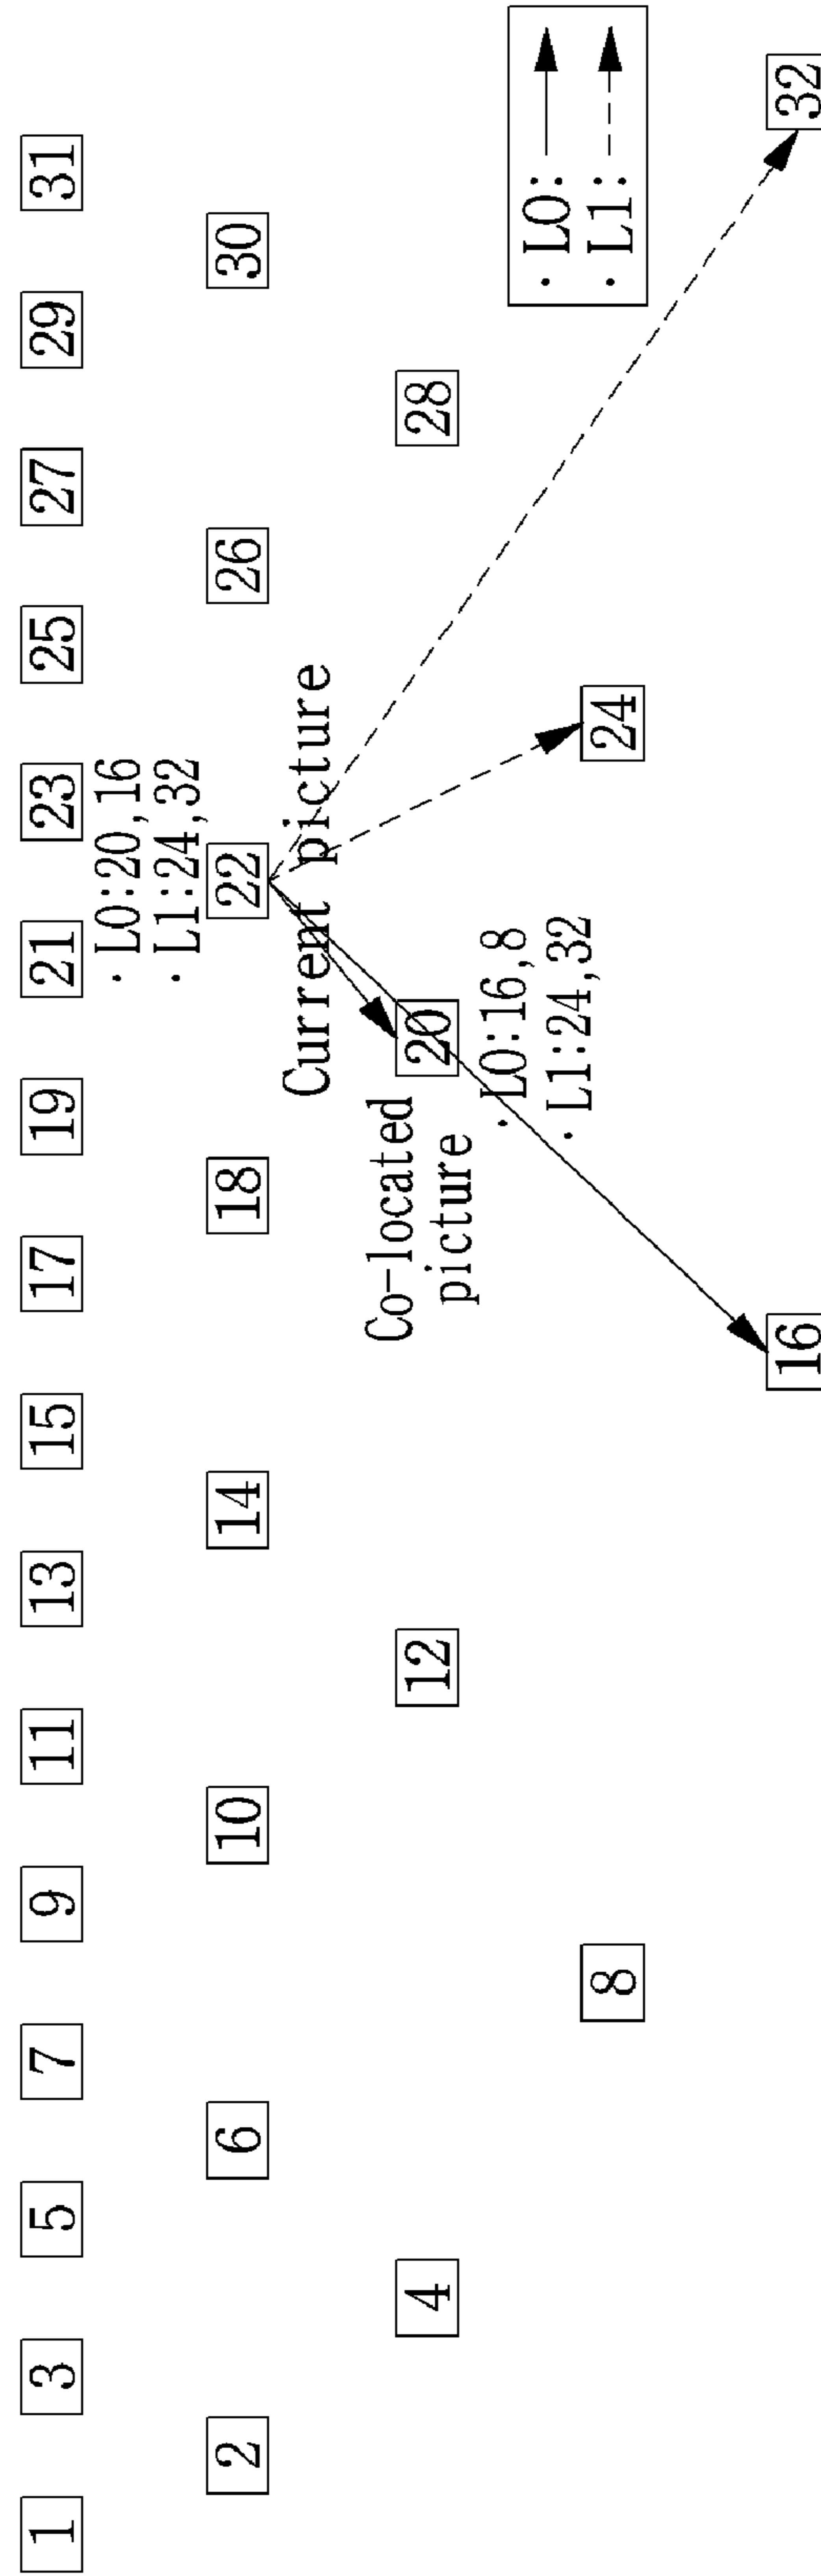 1 3 5 7 9 11 13 15 17 19 21 23 25 27 29 31
· L0:20,16
· L1:24,32
2 6 10 14 18 22 26 30
Current picture
4 12 20 28
Co-located
picture
· L0:16,8
· L1:24,32
· L0:
· L1:
8 24
16 32